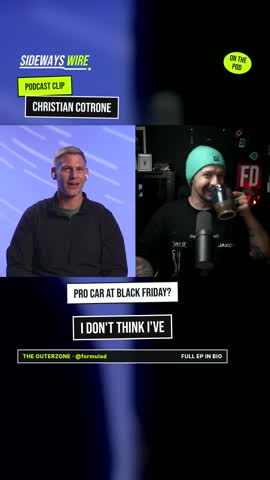 SIDEWAYS WIRE.
ON THE
POD
PODCAST CLIP
CHRISTIAN COTRONE
FD
PRO CAR AT BLACK FRIDAY?
I DON'T THINK I'VE
THE OUTERZONE - @formulad
FULL EP IN BIO